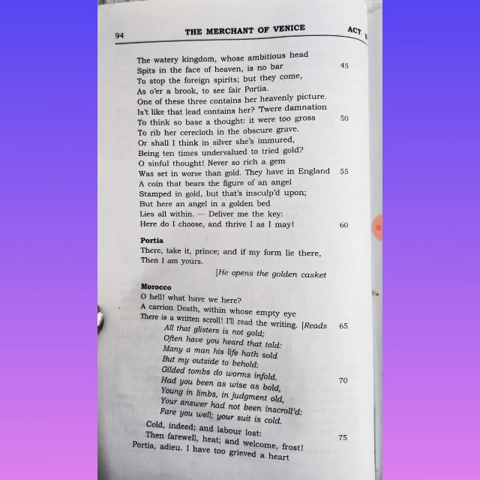 94 THE MERCHANT OF VENICE ACT
The watery kingdom, whose ambitious head
Spits in the face of heaven, is no bar 45
To stop the foreign spirits; but they come,
As o'er a brook, to see fair Portia.
One of these three contains her heavenly picture.
Is't like that lead contains her? 'Twere damnation
To think so base a thought: it were too gross 50
To rib her cerecloth in the obscure grave.
Or shall I think in silver she's immured,
Being ten times undervalued to tried gold?
O sinful thought! Never so rich a gem
Was set in worse than gold. They have in England 55
A coin that bears the figure of an angel
Stamped in gold, but that's insculp'd upon;
But here an angel in a golden bed
Lies all within. — Deliver me the key:
Here do I choose, and thrive I as I may! 60
Portia
There, take it, prince; and if my form lie there,
Then I am yours.
[He opens the golden casket
Morocco
O hell! what have we here?
A carrion Death, within whose empty eye
There is a written scroll! I'll read the writing. [Reads 65
All that glisters is not gold;
Often have you heard that told:
Many a man his life hath sold
But my outside to behold:
Gilded tombs do worms infold. 70
Had you been as wise as bold,
Young in limbs, in judgment old,
Your answer had not been inscroll'd:
Fare you well; your suit is cold.
Cold, indeed; and labour lost: 75
Then farewell, heat; and welcome, frost!
Portia, adieu. I have too grieved a heart